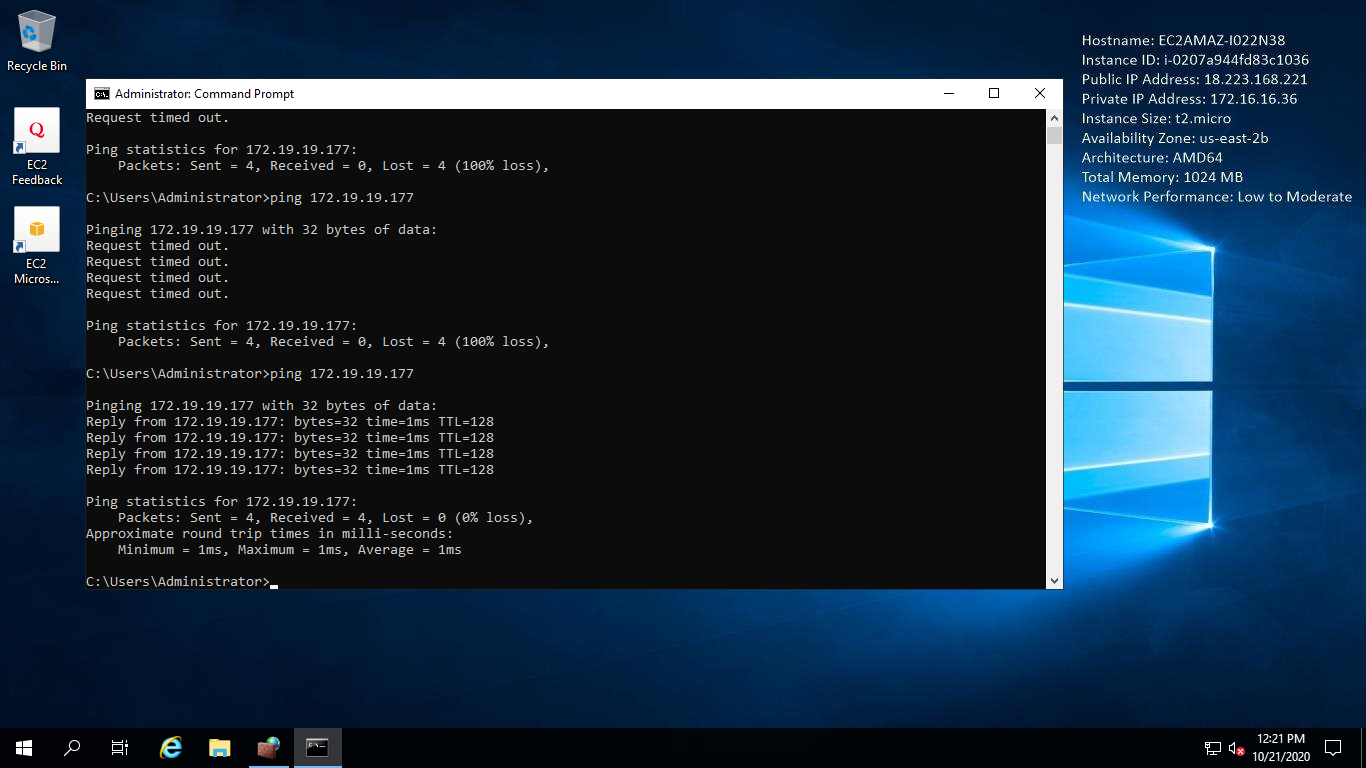 Recycle Bin
Q
EC2
Feedback
EC2
Micros...
Hostname: EC2AMAZ-I022N38
Instance ID: i-0207a944fd83c1036
Public IP Address: 18.223.168.221
Private IP Address: 172.16.16.36
Instance Size: t2.micro
Availability Zone: us-east-2b
Architecture: AMD64
Total Memory: 1024 MB
Network Performance: Low to Moderate
Administrator: Command Prompt
Request timed out.
Ping statistics for 172.19.19.177:
Packets: Sent = 4, Received = 0, Lost = 4 (100% loss),
C:\Users\Administrator>ping 172.19.19.177
Pinging 172.19.19.177 with 32 bytes of data:
Request timed out.
Request timed out.
Request timed out.
Request timed out.
Ping statistics for 172.19.19.177:
Packets: Sent = 4, Received = 0, Lost = 4 (100% loss),
C:\Users\Administrator>ping 172.19.19.177
Pinging 172.19.19.177 with 32 bytes of data:
Reply from 172.19.19.177: bytes=32 time=1ms TTL=128
Reply from 172.19.19.177: bytes=32 time=1ms TTL=128
Reply from 172.19.19.177: bytes=32 time=1ms TTL=128
Reply from 172.19.19.177: bytes=32 time=1ms TTL=128
Ping statistics for 172.19.19.177:
Packets: Sent = 4, Received = 4, Lost = 0 (0% loss),
Approximate round trip times in milli-seconds:
Minimum = 1ms, Maximum = 1ms, Average = 1ms
C:\Users\Administrator>
12:21 PM
10/21/2020